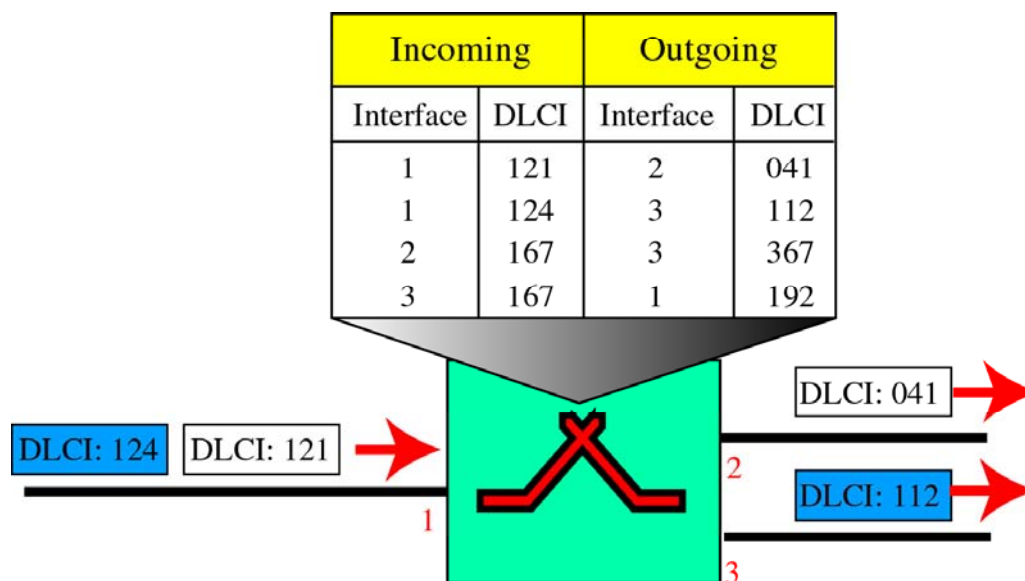 Incoming Outgoing
Interface DLCI Interface DLCI
1 121 2 041
1 124 3 112
2 167 3 367
3 167 1 192
DLCI: 041
DLCI: 124 DLCI: 121
2
DLCI: 112
1
3